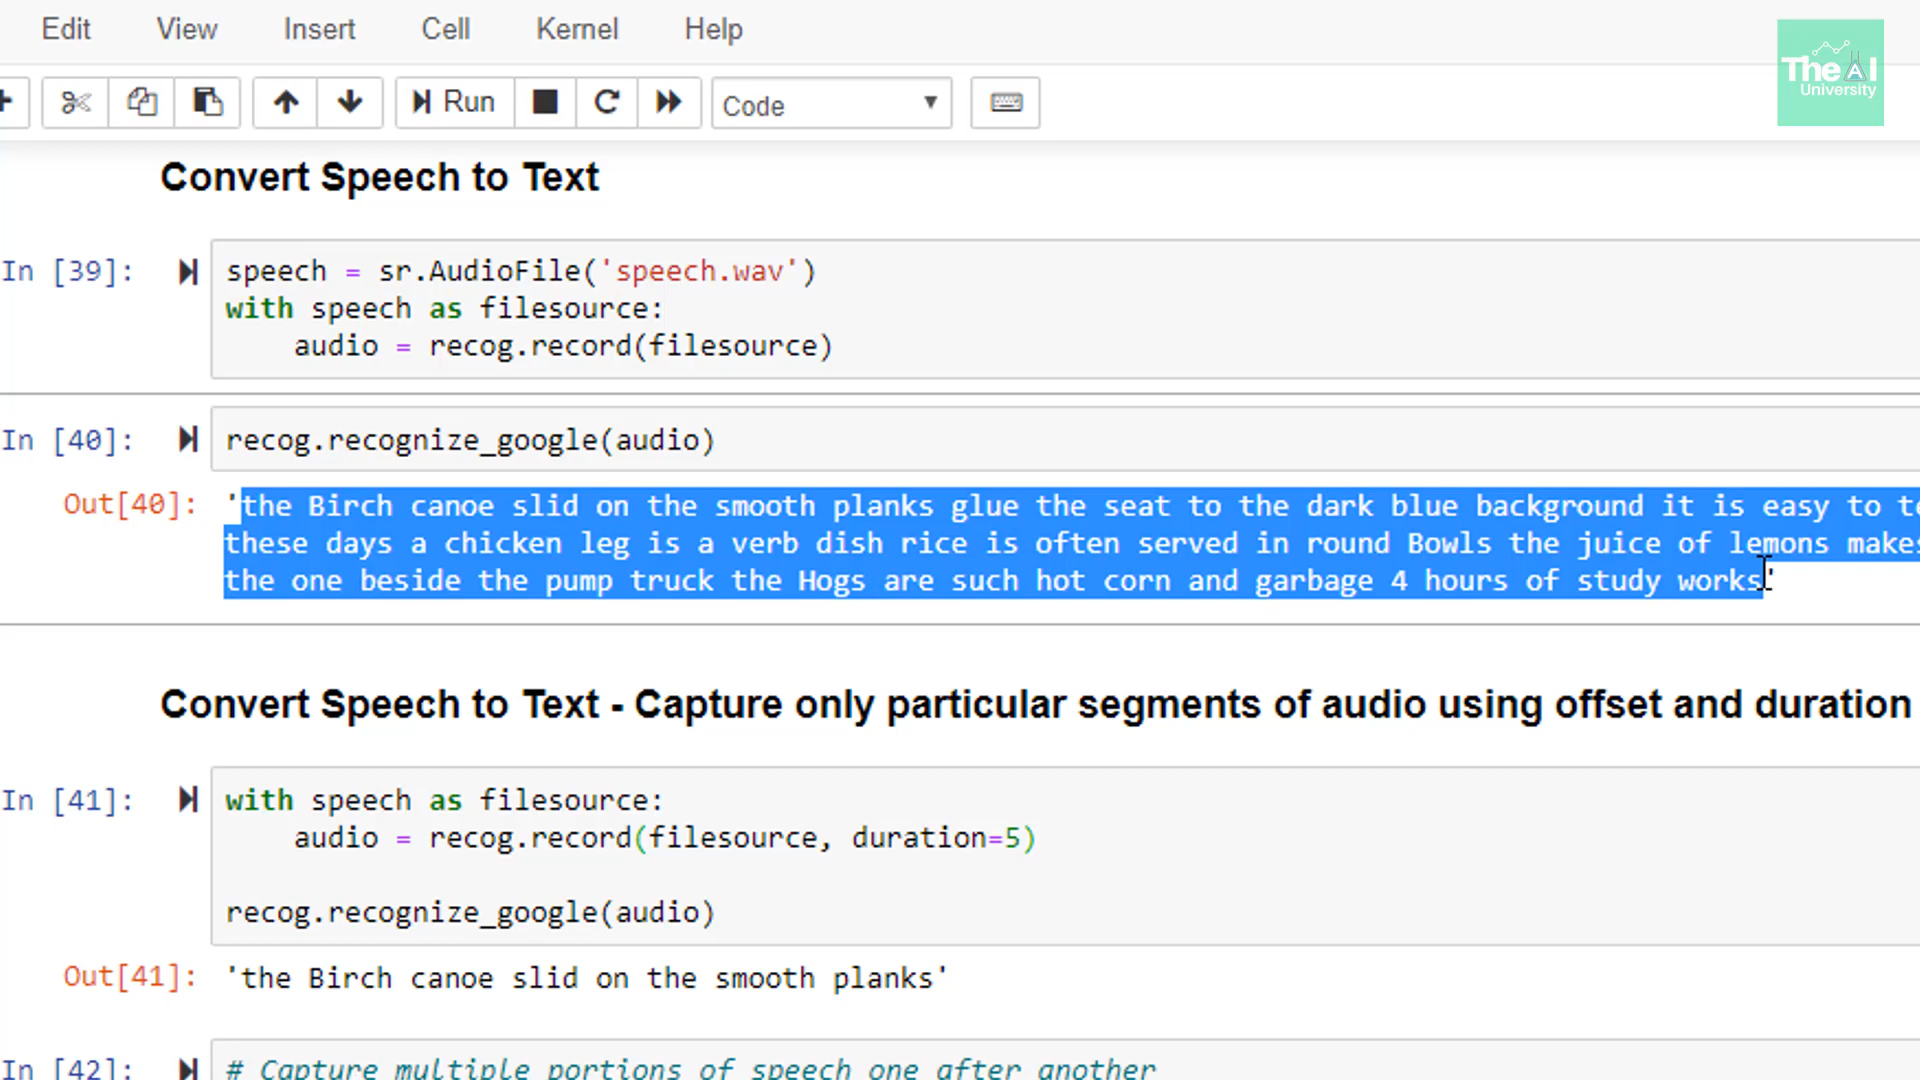 Edit View Insert Cell Kernel Help
The AI
University
Run Code
Convert Speech to Text
In [39]: speech = sr.AudioFile('speech.wav')
with speech as filesource:
audio = recog.record(filesource)
In [40]: recog.recognize_google(audio)
Out[40]: 'the Birch canoe slid on the smooth planks glue the seat to the dark blue background it is easy to
these days a chicken leg is a verb dish rice is often served in round Bowls the juice of lemons makes
the one beside the pump truck the Hogs are such hot corn and garbage 4 hours of study works'
Convert Speech to Text - Capture only particular segments of audio using offset and duration
In [41]: with speech as filesource:
audio = recog.record(filesource, duration=5)
recog.recognize_google(audio)
Out[41]: 'the Birch canoe slid on the smooth planks'
In [42]: # Capture multiple portions of speech one after another